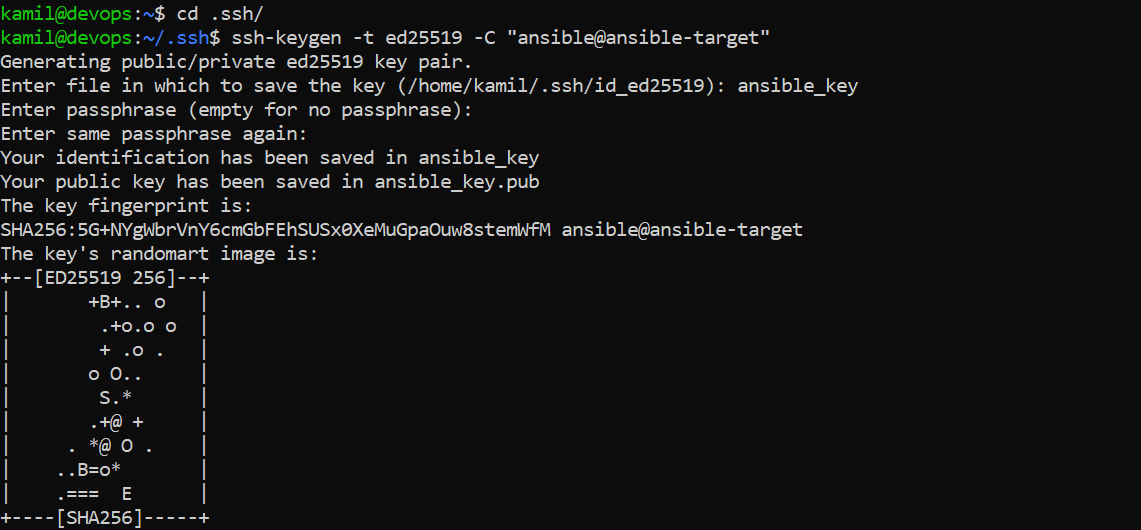 kamil@devops:~$ cd .ssh/
kamil@devops:~/.ssh$ ssh-keygen -t ed25519 -C "ansible@ansible-target"
Generating public/private ed25519 key pair.
Enter file in which to save the key (/home/kamil/.ssh/id_ed25519): ansible_key
Enter passphrase (empty for no passphrase):
Enter same passphrase again:
Your identification has been saved in ansible_key
Your public key has been saved in ansible_key.pub
The key fingerprint is:
SHA256:5G+NYgWbrVnY6cmGbFEhSUSx0XeMuGpaOuw8stemWfM ansible@ansible-target
The key's randomart image is:
+--[ED25519 256]--+
|       +B+.. o   |
|        .+o.o o  |
|        + .o .   |
|       o O..     |
|        S.*      |
|       .+@ +     |
|     . *@ O .    |
|    ..B=o*       |
|    .===  E      |
+----[SHA256]-----+